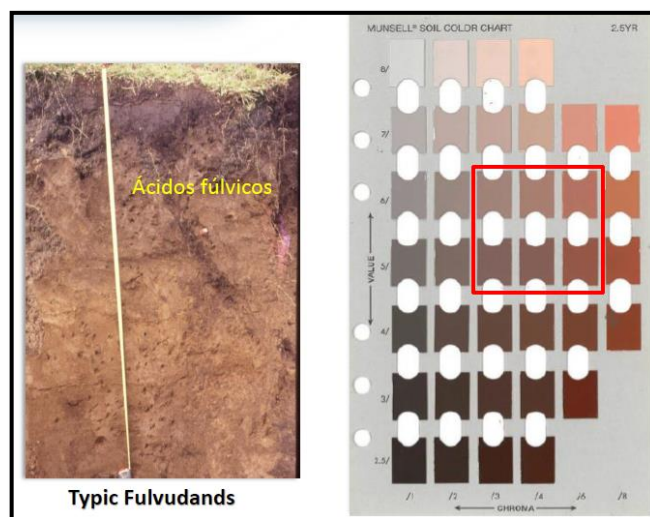 Ácidos fúlvicos
Typic Fulvudands
MUNSELL® SOIL COLOR CHART
2.5YR
8/
7/
6/
5/
4/
3/
2.5/
VALUE
/1 /2 /3 /4 /6 /8
CHROMA